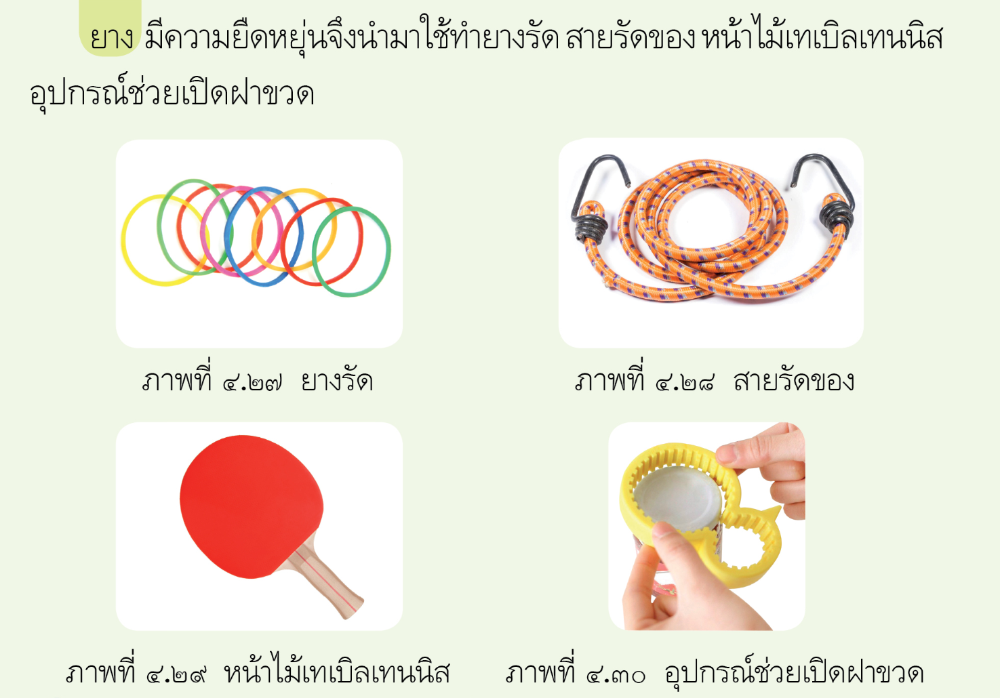 ยาง มีความยืดหยุ่นจึงนำมาใช้ทำยางรัด สายรัดของ หน้าไม้เทเบิลเทนนิส
อุปกรณ์ช่วยเปิดฝาขวด
ภาพที่ ๔.๒๗ ยางรัด
ภาพที่ ๔.๒๘ สายรัดของ
ภาพที่ ๔.๒๙ หน้าไม้เทเบิลเทนนิส
ภาพที่ ๔.๓๐ อุปกรณ์ช่วยเปิดฝาขวด